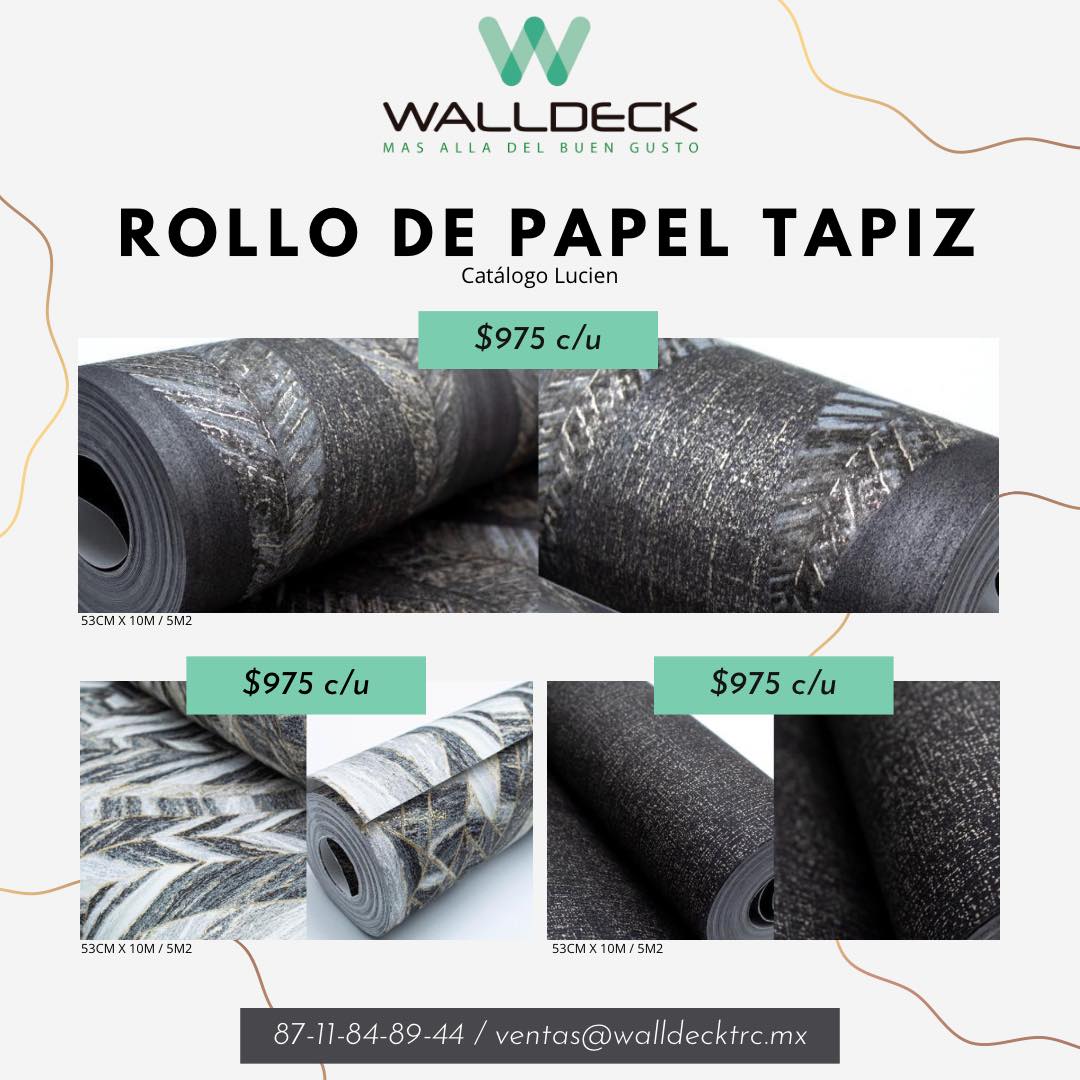 WALLDECK
MAS ALLA DEL BUEN GUSTO
ROLLO DE PAPEL TAPIZ
Catálogo Lucien
$975 c/u
53CM X 10M / 5M2
$975 c/u
$975 c/u
53CM X 10M / 5M2
53CM X 10M / 5M2
87-11-84-89-44 / ventas@walldecktrc.mx